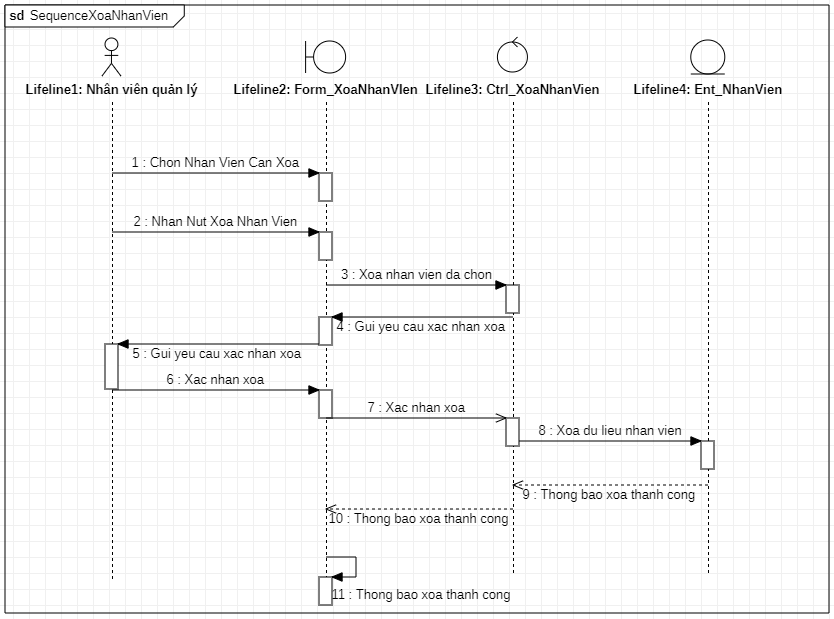 sd SequenceXoaNhanVien
Lifeline1: Nhân viên quản lý
Lifeline2: Form_XoaNhanVIen
Lifeline3: Ctrl_XoaNhanVien
Lifeline4: Ent_NhanVien
1 : Chon Nhan Vien Can Xoa
2 : Nhan Nut Xoa Nhan Vien
3 : Xoa nhan vien da chon
4 : Gui yeu cau xac nhan xoa
5 : Gui yeu cau xac nhan xoa
6 : Xac nhan xoa
7 : Xac nhan xoa
8 : Xoa du lieu nhan vien
9 : Thong bao xoa thanh cong
10 : Thong bao xoa thanh cong
11 : Thong bao xoa thanh cong